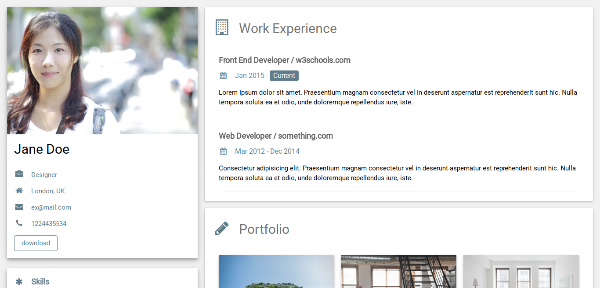 Jane Doe
Designer
London, UK
ex@mail.com
1224435534
download
Skills
Work Experience
Front End Developer / w3schools.com
Jan 2015 - Current
Lorem ipsum dolor sit amet. Praesentium magnam consectetur vel in deserunt aspernatur est reprehenderit sunt hic. Nulla
tempora soluta ea et odio, unde doloremque repellendus iure, iste.
Web Developer / something.com
Mar 2012 - Dec 2014
Consectetur adipisicing elit. Praesentium magnam consectetur vel in deserunt aspernatur est reprehenderit sunt hic. Nulla
tempora soluta ea et odio, unde doloremque repellendus iure, iste.
Portfolio